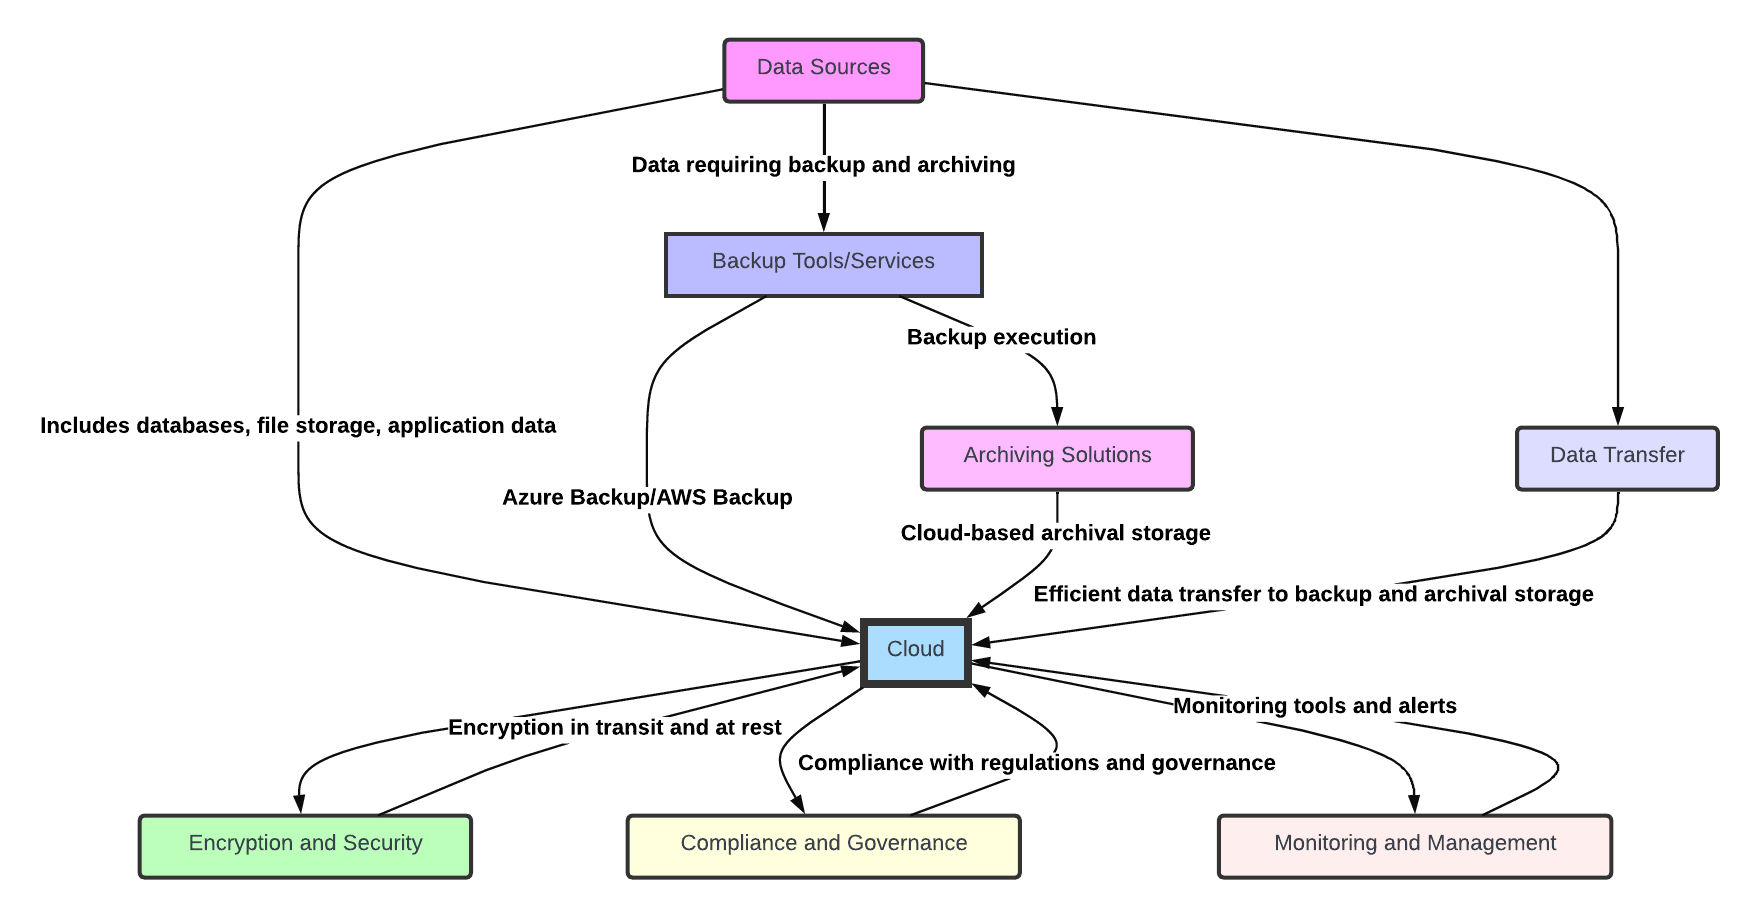 Data Sources
Data requiring backup and archiving
Backup Tools/Services
Backup execution
Includes databases, file storage, application data
Archiving Solutions
Data Transfer
Azure Backup/AWS Backup
Cloud-based archival storage
Efficient data transfer to backup and archival storage
Cloud
Monitoring tools and alerts
Encryption in transit and at rest
Compliance with regulations and governance
Encryption and Security
Compliance and Governance
Monitoring and Management